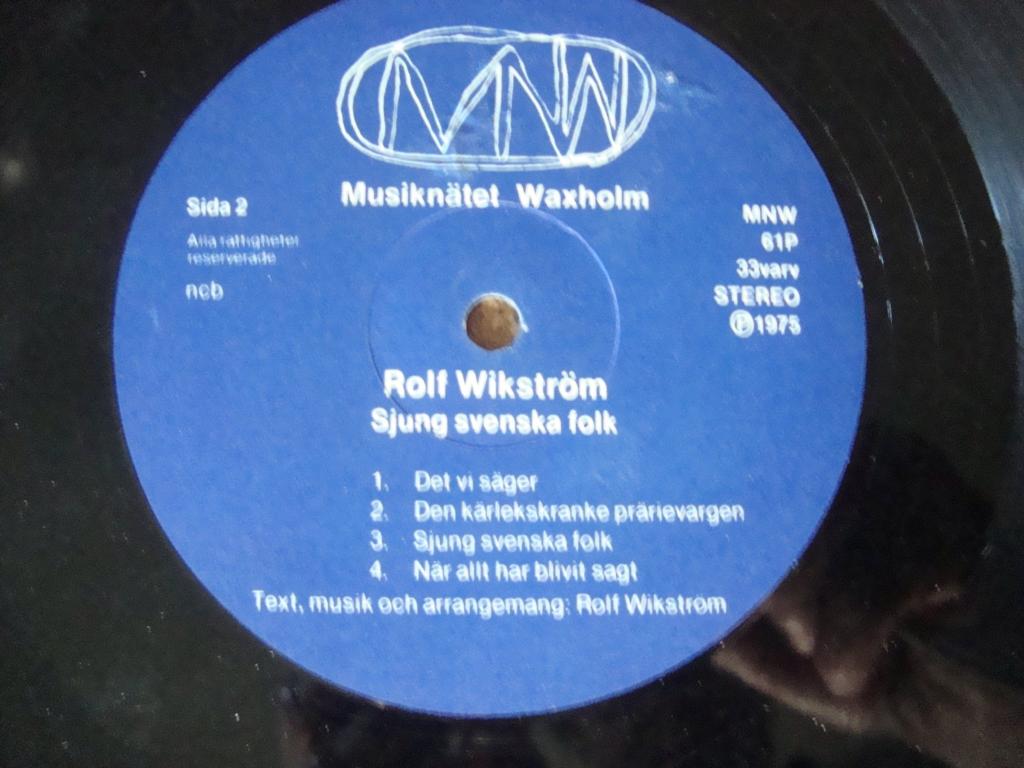 MNW
Musiknätet Waxholm
Sida 2
Alla rättigheter
reserverade
ncb
MNW
61P
33varv
STEREO
℗1975
Rolf Wikström
Sjung svenska folk
1. Det vi säger
2. Den kärlekskranke prärievargen
3. Sjung svenska folk
4. När allt har blivit sagt
Text, musik och arrangemang: Rolf Wikström